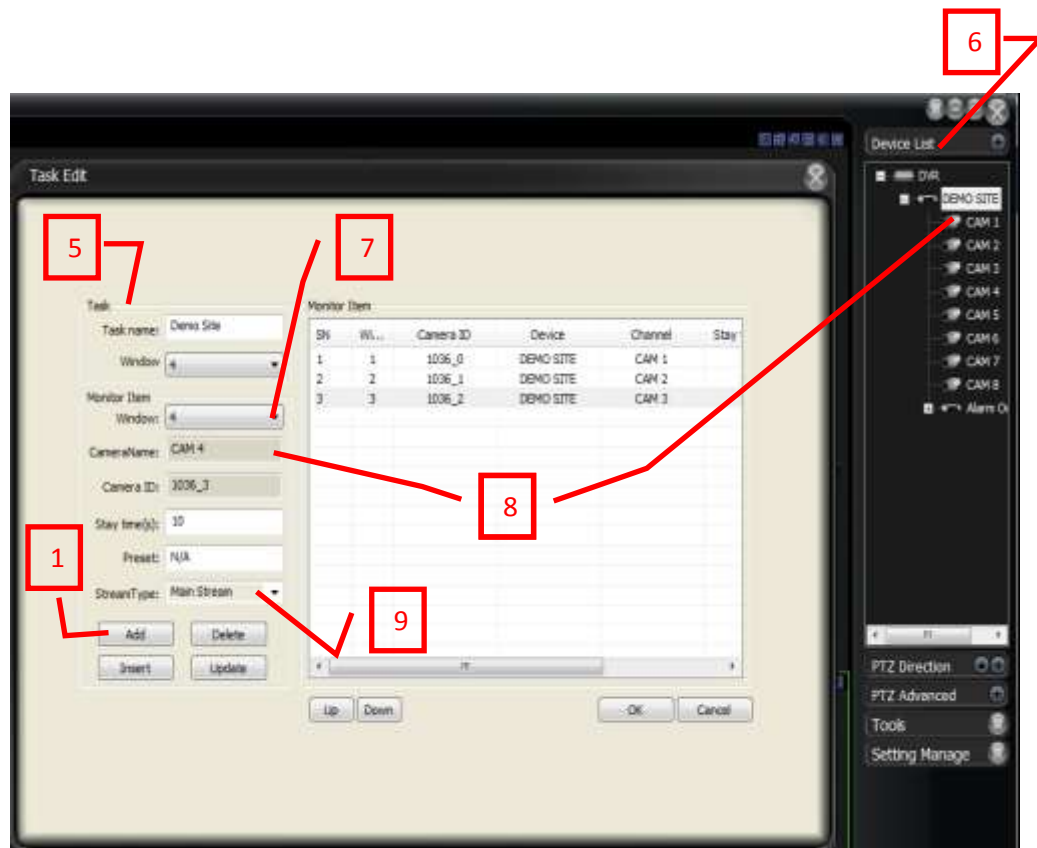 6
Device List
Task Edit
DVR
DEMO SITE
CAM 1
CAM 2
CAM 3
CAM 4
CAM 5
CAM 6
CAM 7
CAM 8
Alarm O
5
7
Task
Task name: Demo Site
Window 4
Monitor Item
Window: 4
CameraName: CAM 4
Camera ID: 1036_3
Stay time(s): 10
Preset: N/A
StreamType: Main Stream
1
Add Delete
Insert Update
Monitor Item
SN Wi... Camera ID Device Channel Stay
1 1 1036_0 DEMO SITE CAM 1
2 2 1036_1 DEMO SITE CAM 2
3 3 1036_2 DEMO SITE CAM 3
8
9
Up Down OK Cancel
PTZ Direction
PTZ Advanced
Tools
Setting Manage